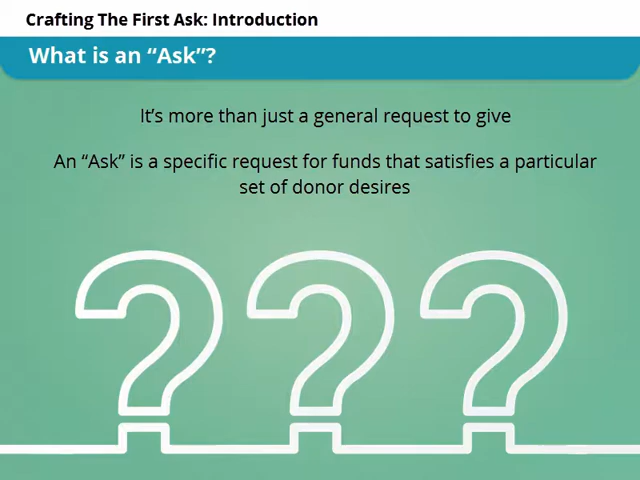 Crafting The First Ask: Introduction
What is an “Ask”?
It’s more than just a general request to give
An “Ask” is a specific request for funds that satisfies a particular
set of donor desires
???